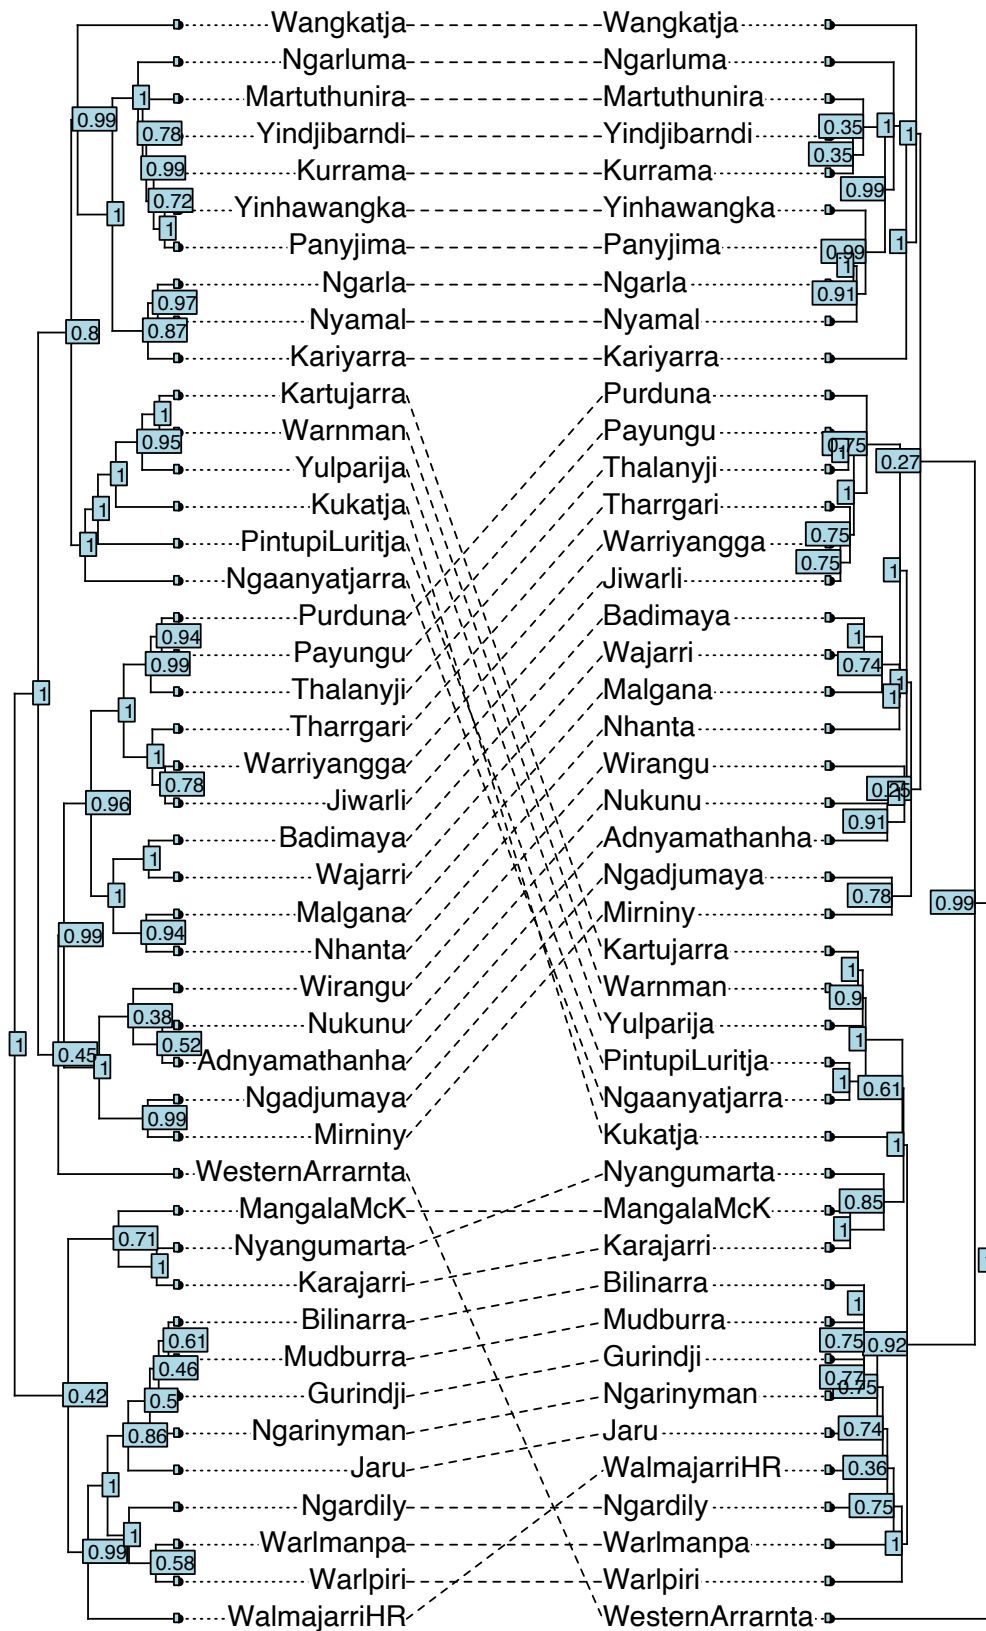 Wangkatja Wangkatja
Ngarluma Ngarluma
1 Martuthunira Martuthunira
0.99 0.78 Yindjibarndi Yindjibarndi 0.35 1 1
0.99 Kurrama Kurrama 0.35
0.72 Yinhawangka Yinhawangka 0.99
1 1 Panyjima Panyjima 0.99 1
Ngarla Ngarla 1
0.97 0.91
0.8 0.87 Nyamal Nyamal
Kariyarra Kariyarra
Kartujarra Purduna
1
0.95 Warnman Payungu 0.75
1 Yulparija Thalanyji 1 0.27
1 Kukatja Tharrgari 1
1 PintupiLuritja Warriyangga 0.75
Ngaanyatjarra Jiwarli 0.75 1
Purduna Badimaya
0.94 1
0.99 Payungu Wajarri 0.74
1 Thalanyji Malgana 1 1
1 Tharrgari Nhanta
1 Warriyangga Wirangu
0.96 0.78 Jiwarli Nukunu 0.25 1
Badimaya Adnyamathanha 0.91
1
1 Wajarri Ngadjumaya 0.78
0.99 0.94 Malgana Mirniny 0.99
Nhanta Kartujarra
1
Wirangu Warnman 0.9
0.38
1 0.45 1 0.52 Nukunu Yulparija 1
Adnyamathanha PintupiLuritja 1 0.61
0.99 Ngadjumaya Ngaanyatjarra
Mirniny Kukatja 1
WesternArrarnta Nyangumarta
MangalaMcK MangalaMcK 0.85
0.71 Nyangumarta Karajarri 1
1 Karajarri Bilinarra
Bilinarra Mudburra 1
0.61 0.75 0.92
0.46 Mudburra Gurindji 0.77
0.42 0.5 Gurindji Ngarinyman 0.75
0.86 Ngarinyman Jaru 0.74
1 Jaru WalmajarriHR 0.36
Ngardily Ngardily 0.75
1
0.99 0.58 Warlmanpa Warlmanpa 1
Warlpiri Warlpiri
WalmajarriHR WesternArrarnta